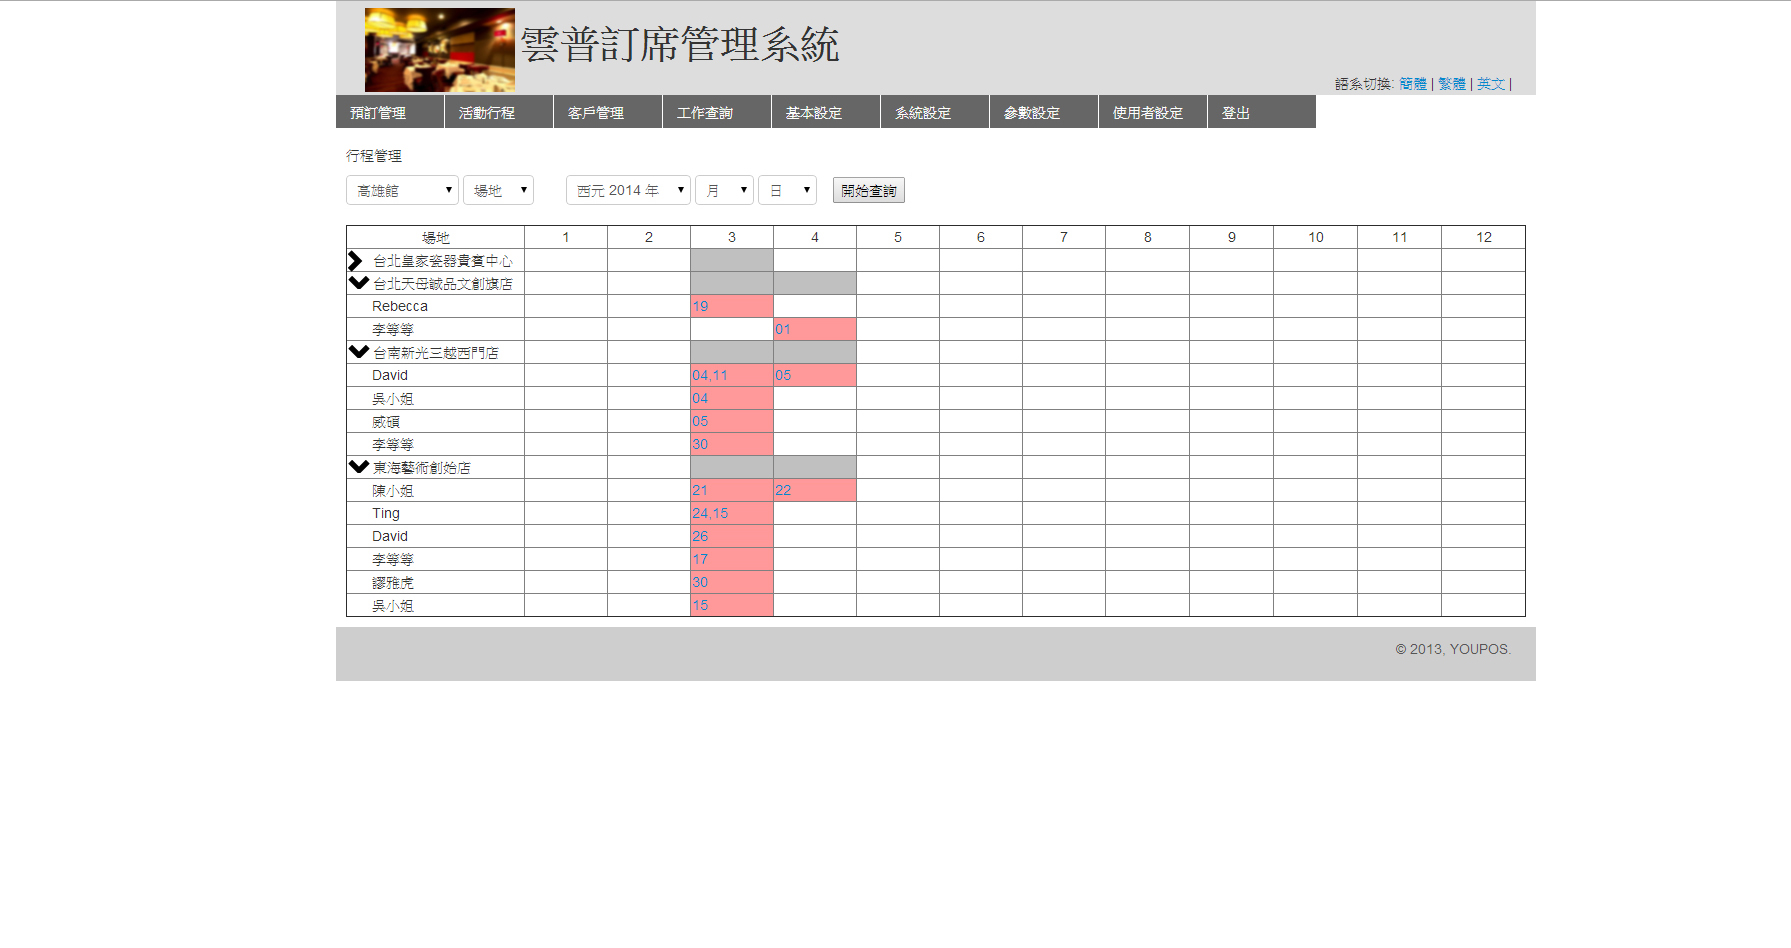 雲普訂席管理系統
語系切換: 簡體 | 繁體 | 英文 |
預訂管理 活動行程 客戶管理 工作查詢 基本設定 系統設定 參數設定 使用者設定 登出
行程管理
高雄館 場地 西元 2014 年 月 日 開始查詢
場地 1 2 3 4 5 6 7 8 9 10 11 12
台北皇家瓷器貴賓中心
台北天母誠品文創旗店
Rebecca 19
李等等 01
台南新光三越西門店
David 04,11 05
吳小姐 04
威碩 05
李等等 30
東海藝術創始店
陳小姐 21 22
Ting 24,15
David 26
李等等 17
謬雅虎 30
吳小姐 15
© 2013, YOUPOS.